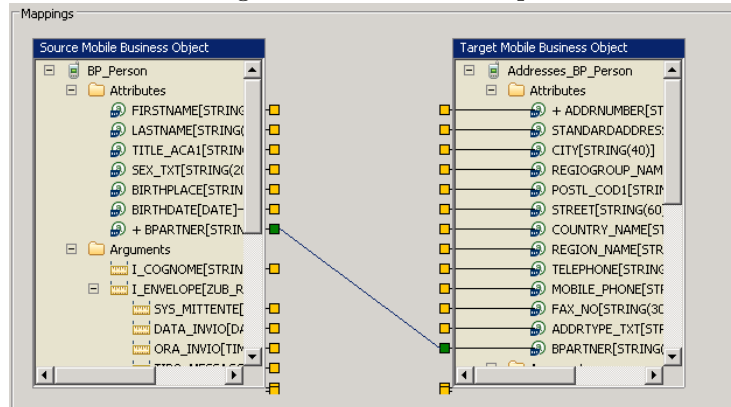 Mappings
Source Mobile Business Object
BP_Person
Attributes
FIRSTNAME[STRING
LASTNAME[STRING(
TITLE_ACA1[STRIN
SEX_TXT[STRING(20
BIRTHPLACE[STRIN
BIRTHDATE[DATE]
+ BPARTNER[STRIN
Arguments
I_COGNOME[STRIN
I_ENVELOPE[ZUB_R
SYS_MITTENTE[
DATA_INVIO[DA
ORA_INVIO[TIM
Target Mobile Business Object
Addresses_BP_Person
Attributes
+ ADDRNUMBER[ST
STANDARDADDRES
CITY[STRING(40)]
REGIOGROUP_NAM
POSTL_COD1[STRIN
STREET[STRING(60
COUNTRY_NAME[ST
REGION_NAME[STR
TELEPHONE[STRING
MOBILE_PHONE[STR
FAX_NO[STRING(30
ADDRTYPE_TXT[STR
BPARTNER[STRING(